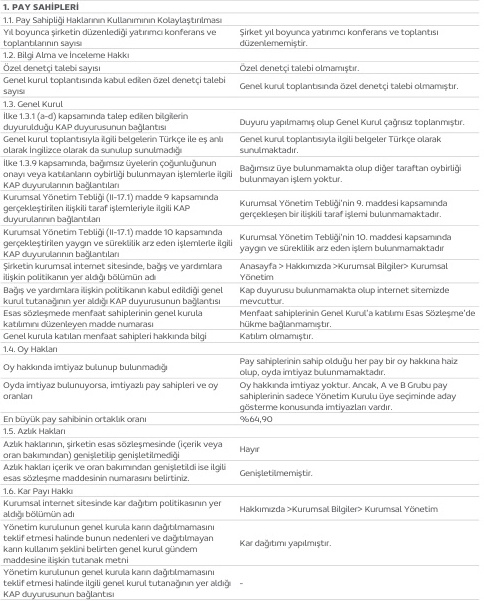 1. PAY SAHİPLERİ
1.1. Pay Sahipliği Haklarının Kullanımının Kolaylaştırılması
Yıl boyunca şirketin düzenlediği yatırımcı konferans ve
toplantılarının sayısı
Şirket yıl boyunca yatırımcı konferans ve toplantısı
düzenlememiştir.
1.2. Bilgi Alma ve İnceleme Hakkı
Özel denetçi talebi sayısı
Özel denetçi talebi olmamıştır.
Genel kurul toplantısında kabul edilen özel denetçi talebi
sayısı
Genel kurul toplantısında özel denetçi talebi olmamıştır.
1.3. Genel Kurul
İlke 1.3.1 (a-d) kapsamında talep edilen bilgilerin
duyurulduğu KAP duyurusunun bağlantısı
Duyuru yapılmamış olup Genel Kurul çağrısız toplanmıştır.
Genel kurul toplantısıyla ilgili belgelerin Türkçe ile eş anlı
olarak İngilizce olarak da sunulup sunulmadığı
Genel kurul toplantısıyla ilgili belgeler Türkçe olarak
sunulmaktadır.
İlke 1.3.9 kapsamında, bağımsız üyelerin çoğunluğunun
onayı veya katılanların oybirliği bulunmayan işlemlerle ilgili
KAP duyurularının bağlantıları
Bağımsız üye bulunmamakta olup diğer taraftan oybirliği
bulunmayan işlem yoktur.
Kurumsal Yönetim Tebliği (II-17.1) madde 9 kapsamında
gerçekleştirilen ilişkili taraf işlemleriyle ilgili KAP
duyurularının bağlantıları
Kurumsal Yönetim Tebliği'nin 9. maddesi kapsamında
gerçekleşen bir ilişkili taraf işlemi bulunmamaktadır.
Kurumsal Yönetim Tebliği (II-17.1) madde 10 kapsamında
gerçekleştirilen yaygın ve süreklilik arz eden işlemlerle ilgili
KAP duyurularının bağlantıları
Kurumsal Yönetim Tebliği'nin 10. maddesi kapsamında
yaygın ve süreklilik arz eden işlem bulunmamaktadır
Şirketin kurumsal internet sitesinde, bağış ve yardımlara
ilişkin politikanın yer aldığı bölümün adı
Anasayfa > Hakkımızda >Kurumsal Bilgiler> Kurumsal
Yönetim
Bağış ve yardımlara ilişkin politikanın kabul edildiği genel
kurul tutanağının yer aldığı KAP duyurusunun bağlantısı
Kap duyurusu bulunmamakta olup internet sitemizde
mevcuttur.
Esas sözleşmede menfaat sahiplerinin genel kurula
katılımını düzenleyen madde numarası
Menfaat sahiplerinin Genel Kurul'a katılımı Esas Sözleşme'de
hükme bağlanmamıştır.
Genel kurula katılan menfaat sahipleri hakkında bilgi
Katılım olmamıştır.
1.4. Oy Hakları
Oy hakkında imtiyaz bulunup bulunmadığı
Pay sahiplerinin sahip olduğu her pay bir oy hakkına haiz
olup, oyda imtiyaz bulunmamaktadır.
Oyda imtiyaz bulunuyorsa, imtiyazlı pay sahipleri ve oy
oranları
Oy hakkında imtiyaz yoktur. Ancak, A ve B Grubu pay
sahiplerinin sadece Yönetim Kurulu üye seçiminde aday
gösterme konusunda imtiyazları vardır.
En büyük pay sahibinin ortaklık oranı
%64,90
1.5. Azlık Hakları
Azlık haklarının, şirketin esas sözleşmesinde (içerik veya
oran bakımından) genişletilip genişletilmediği
Hayır
Azlık hakları içerik ve oran bakımından genişletildi ise ilgili
esas sözleşme maddesinin numarasını belirtiniz.
Genişletilmemiştir.
1.6. Kar Payı Hakkı
Kurumsal internet sitesinde kar dağıtım politikasının yer
aldığı bölümün adı
Hakkımızda >Kurumsal Bilgiler> Kurumsal Yönetim
Yönetim kurulunun genel kurula karın dağıtılmamasını
teklif etmesi halinde bunun nedenleri ve dağıtılmayan
karın kullanım şeklini belirten genel kurul gündem
maddesine ilişkin tutanak metni
Kar dağıtımı yapılmıştır.
Yönetim kurulunun genel kurula karın dağıtılmamasını
teklif etmesi halinde ilgili genel kurul tutanağının yer aldığı
KAP duyurusunun bağlantısı
-